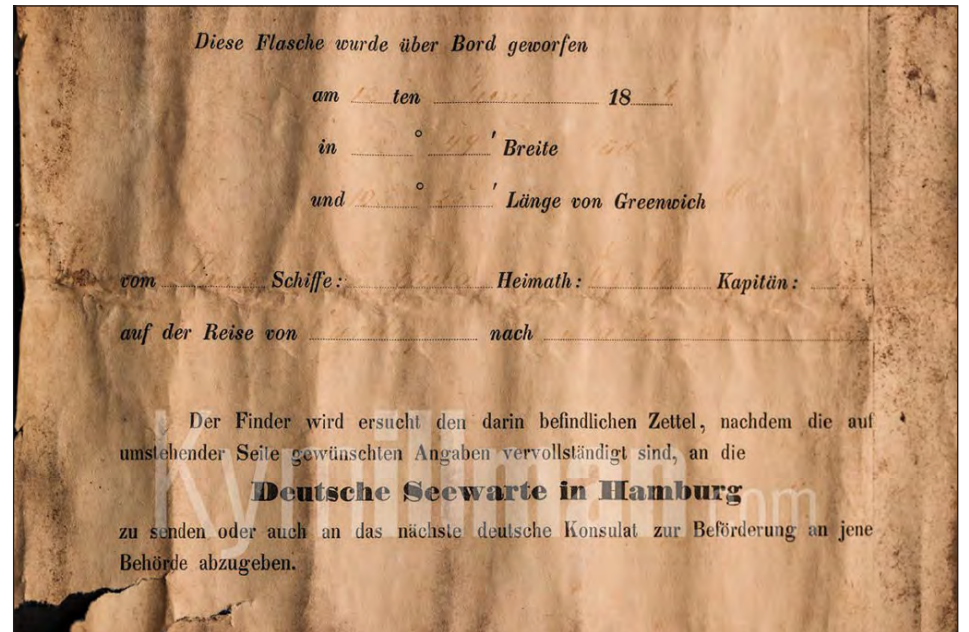 Diese Flasche wurde über Bord geworfen
am ten 18
in ° ' Breite
und ° ' Länge von Greenwich
vom Schiffe: Heimath: Kapitän:
auf der Reise von nach
Der Finder wird ersucht den darin befindlichen Zettel, nachdem die auf
umstehender Seite gewünschten Angaben vervollständigt sind, an die
Deutsche Seewarte in Hamburg
zu senden oder auch an das nächste deutsche Konsulat zur Beförderung an jene
Behörde abzugeben.
Kymillman.com